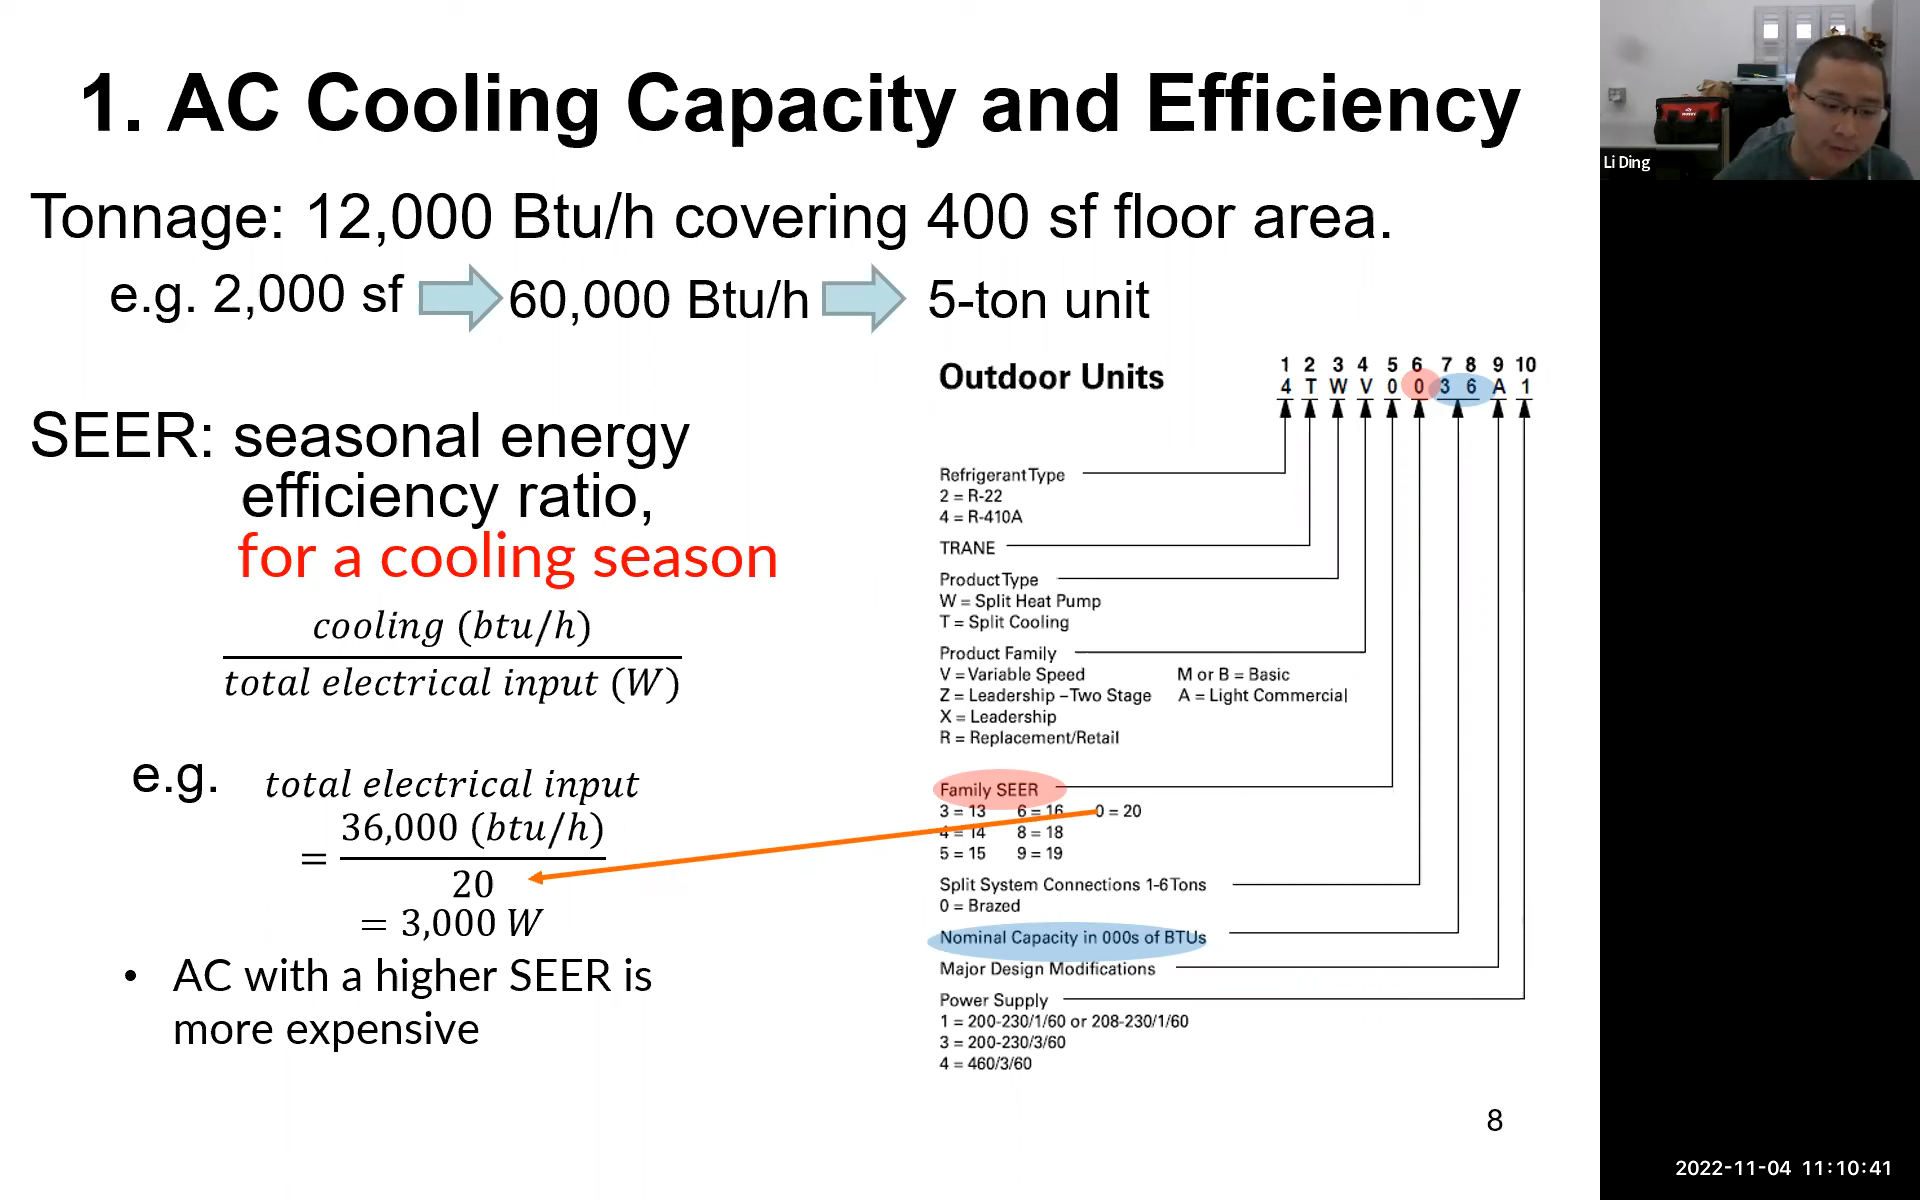 1. AC Cooling Capacity and Efficiency
Tonnage: 12,000 Btu/h covering 400 sf floor area.
e.g. 2,000 sf 60,000 Btu/h 5-ton unit
SEER: seasonal energy
efficiency ratio,
for a cooling season
cooling (btu/h)
total electrical input (W)
e.g. total electrical input
36,000 (btu/h)
=
20
= 3,000 W
• AC with a higher SEER is
more expensive
Outdoor Units
1 2 3 4 5 6 7 8 9 10
4 T W V 0 0 3 6 A 1
Refrigerant Type
2 = R-22
4 = R-410A
TRANE
Product Type
W = Split Heat Pump
T = Split Cooling
Product Family
V = Variable Speed M or B = Basic
Z = Leadership – Two Stage A = Light Commercial
X = Leadership
R = Replacement/Retail
Family SEER
3 = 13 6 = 16 0 = 20
4 = 14 8 = 18
5 = 15 9 = 19
Split System Connections 1-6 Tons
0 = Brazed
Nominal Capacity in 000s of BTUs
Major Design Modifications
Power Supply
1 = 200-230/1/60 or 208-230/1/60
3 = 200-230/3/60
4 = 460/3/60
8
Li Ding
2022-11-04 11:10:41